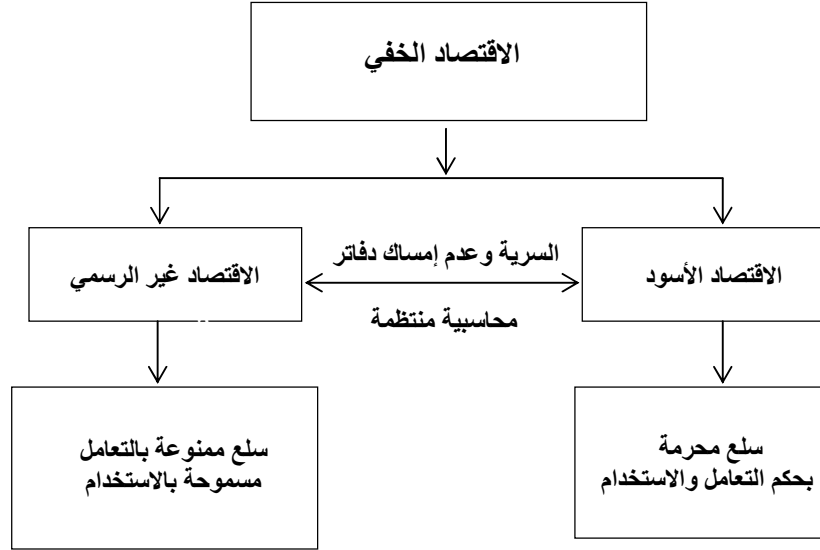 الاقتصاد الخفي
السرية وعدم إمساك دفاتر
محاسبية منتظمة
الاقتصاد الأسود
الاقتصاد غير الرسمي
سلع محرمة
بحكم التعامل والاستخدام
سلع ممنوعة بالتعامل
مسموحة بالاستخدام